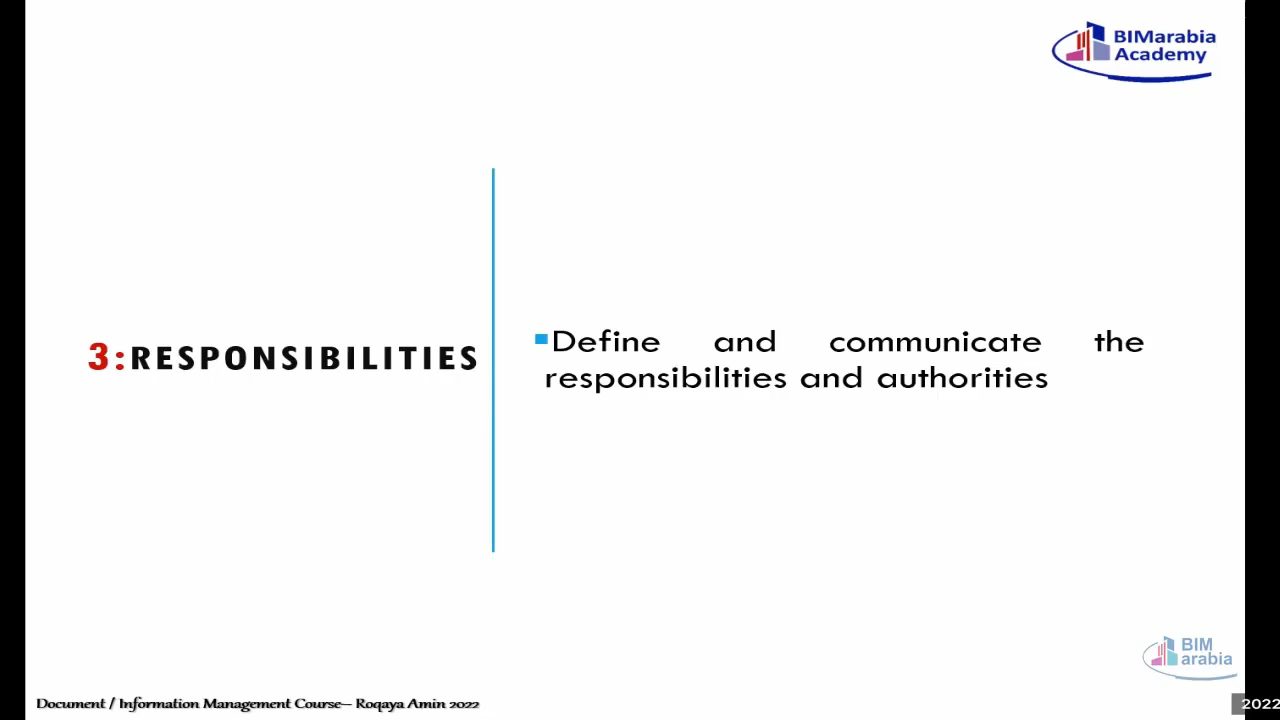 BIMarabia
Academy
3:RESPONSIBILITIES
Define and communicate the
responsibilities and authorities
BIM
arabia
Document / Information Management Course– Roqaya Amin 2022
2022